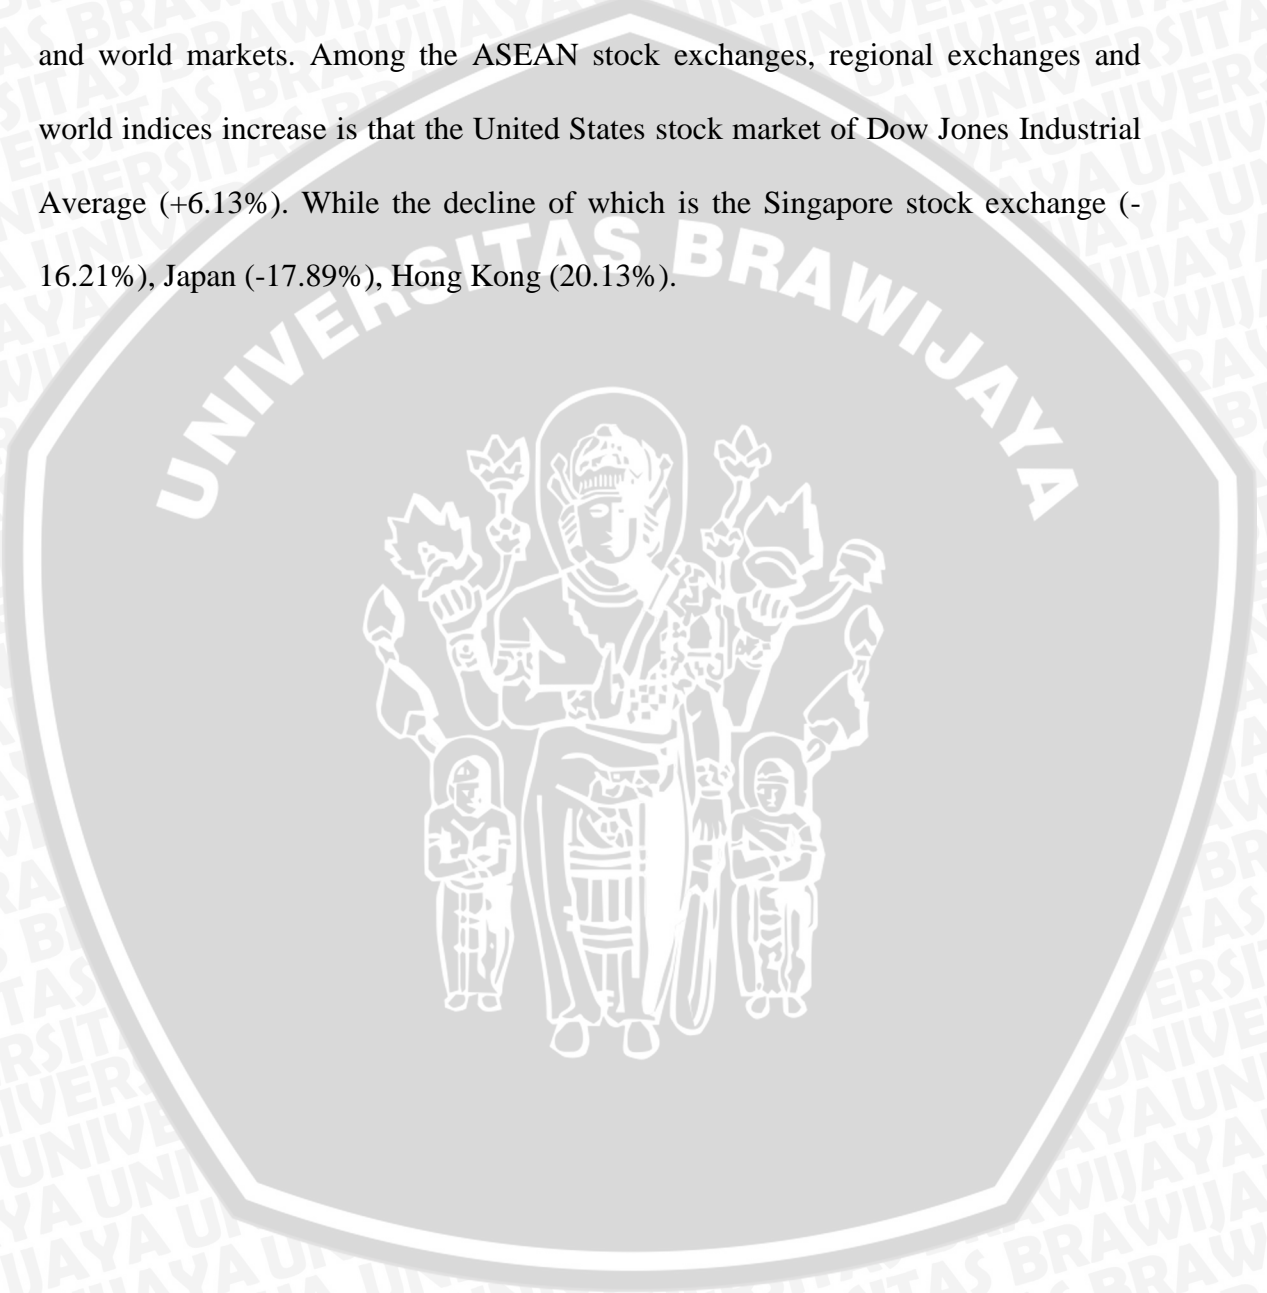 and world markets. Among the ASEAN stock exchanges, regional exchanges and
world indices increase is that the United States stock market of Dow Jones Industrial
Average (+6.13%). While the decline of which is the Singapore stock exchange (-
16.21%), Japan (-17.89%), Hong Kong (20.13%).
UNIVERSITAS BRAWIJAYA